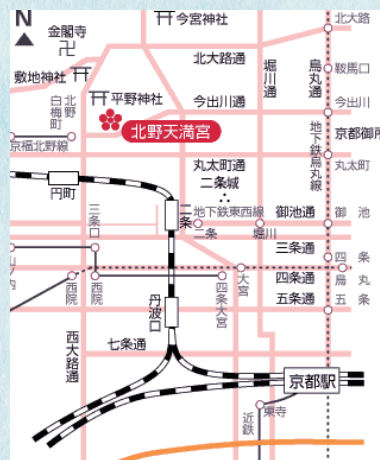 N
今宮神社
北大路
金閣寺
北大路通
堀川通
烏丸通
鞍馬口
敷地神社
平野神社
北野
白梅町
今出川通
今出川
北野天満宮
京都御所
京福北野線
地下鉄烏丸線
丸太町通
丸太町
二条城
円町
二条
地下鉄東西線
御池通
御池
三条口
二条
堀川
三条通
山ノ内
四条
大宮
四条通
烏丸
西院
西院
四条大宮
五条通
五条
丹波口
西大路通
七条通
京都駅
東寺
近鉄